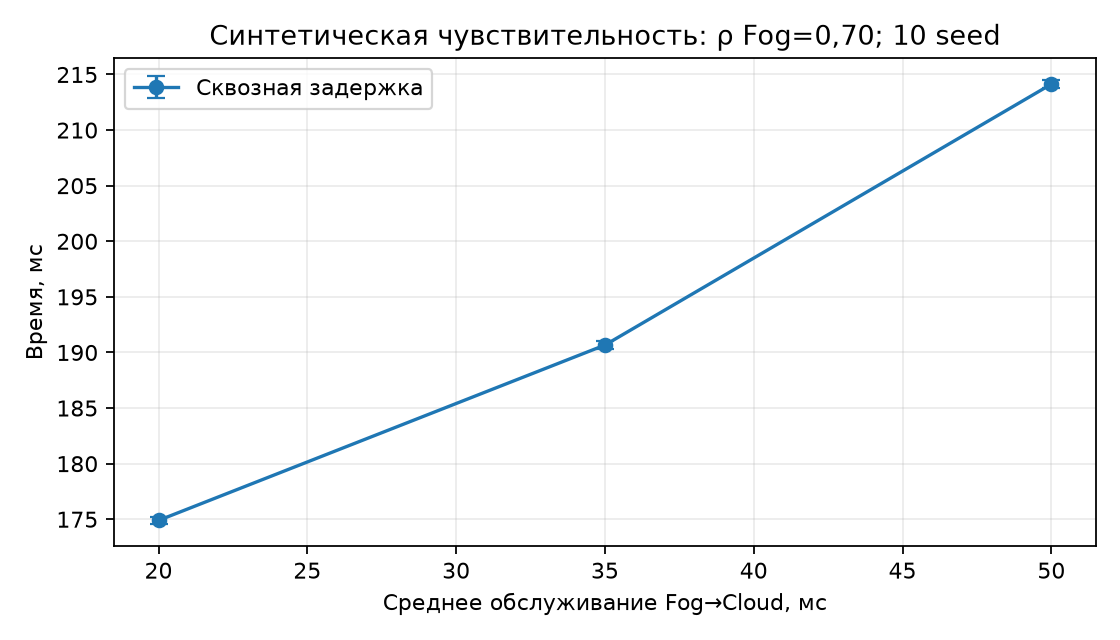 Синтетическая чувствительность: ρ Fog=0,70; 10 seed
Сквозная задержка
Время, мс
215
210
205
200
195
190
185
180
175
20 25 30 35 40 45 50
Среднее обслуживание Fog→Cloud, мс